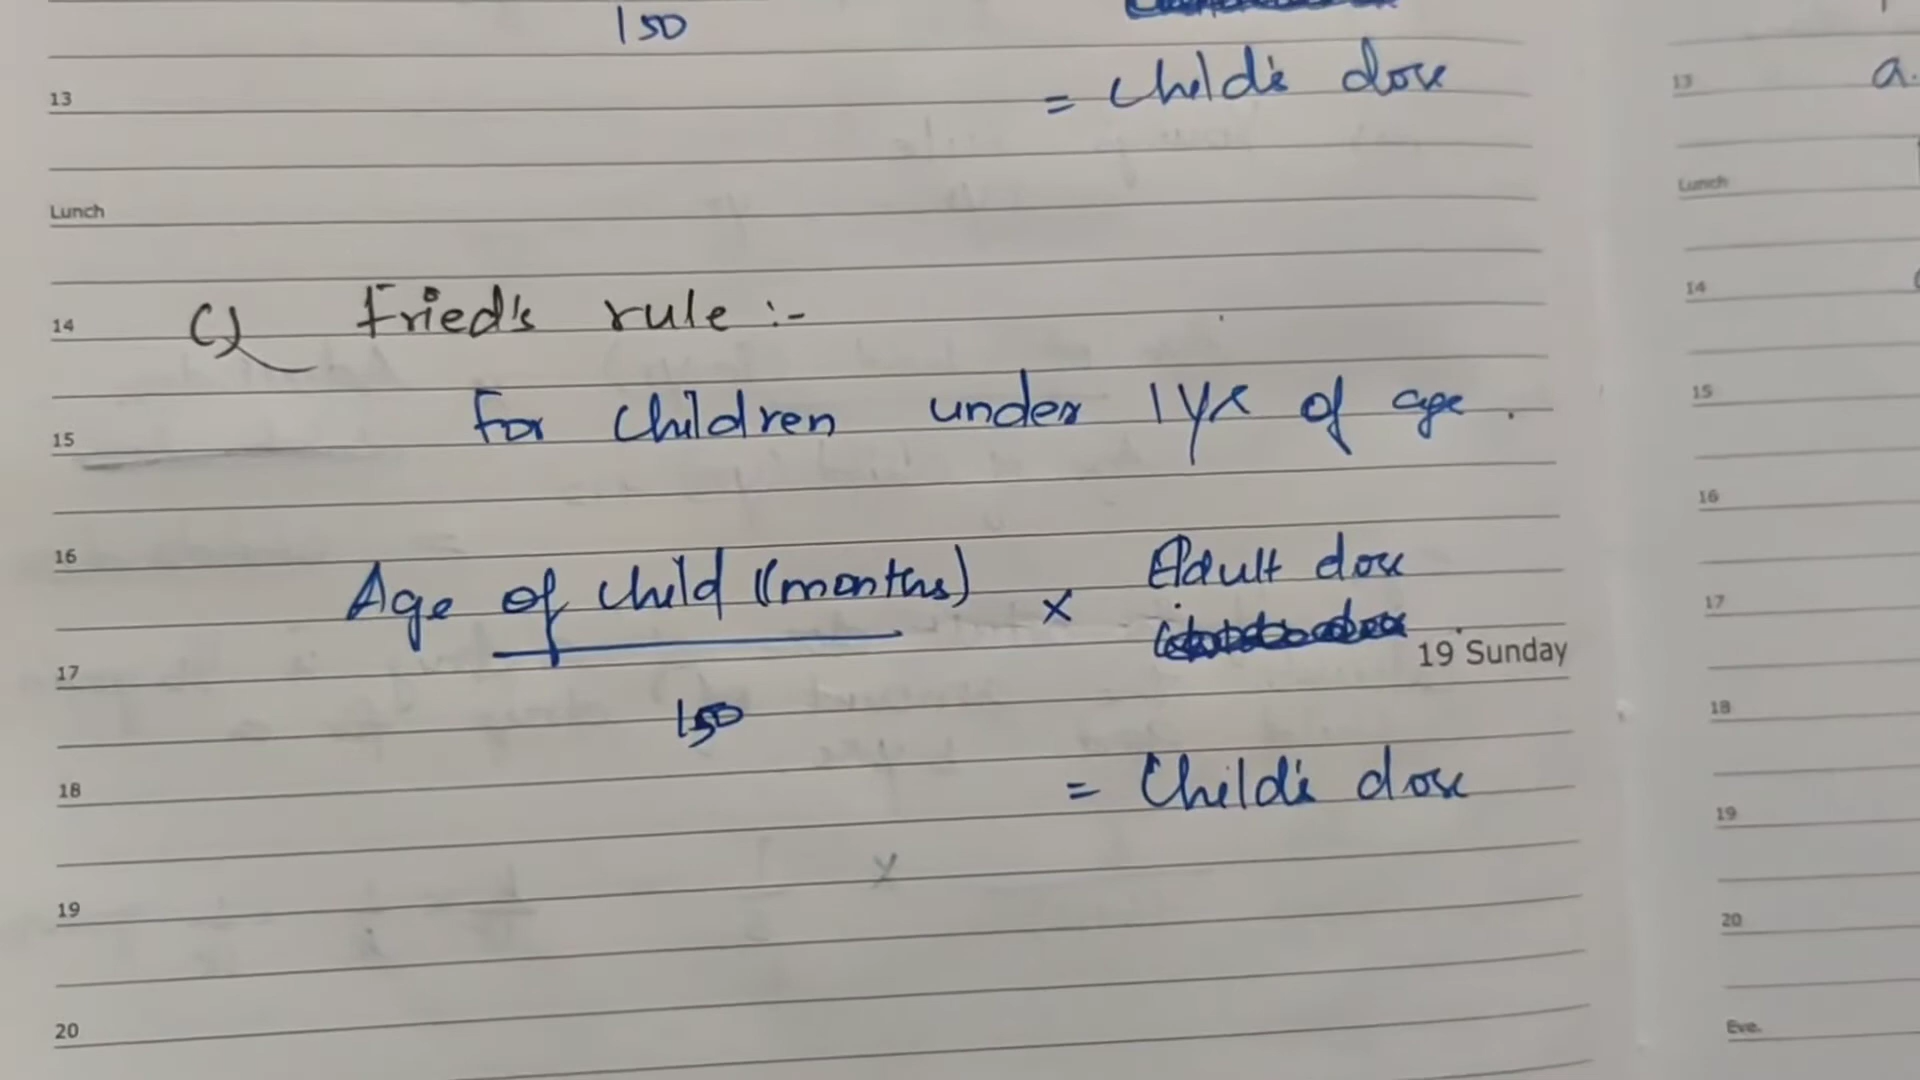 150
13
= child's dose
Lunch
14
C) Fried's rule :-
For children under 1 yr of age .
15
16
Age of child (months) x Adult dose
19 Sunday
17
150
18
= Child's dose
19
20
13
a.
Lunch
14
15
16
17
18
19
20
Eve.